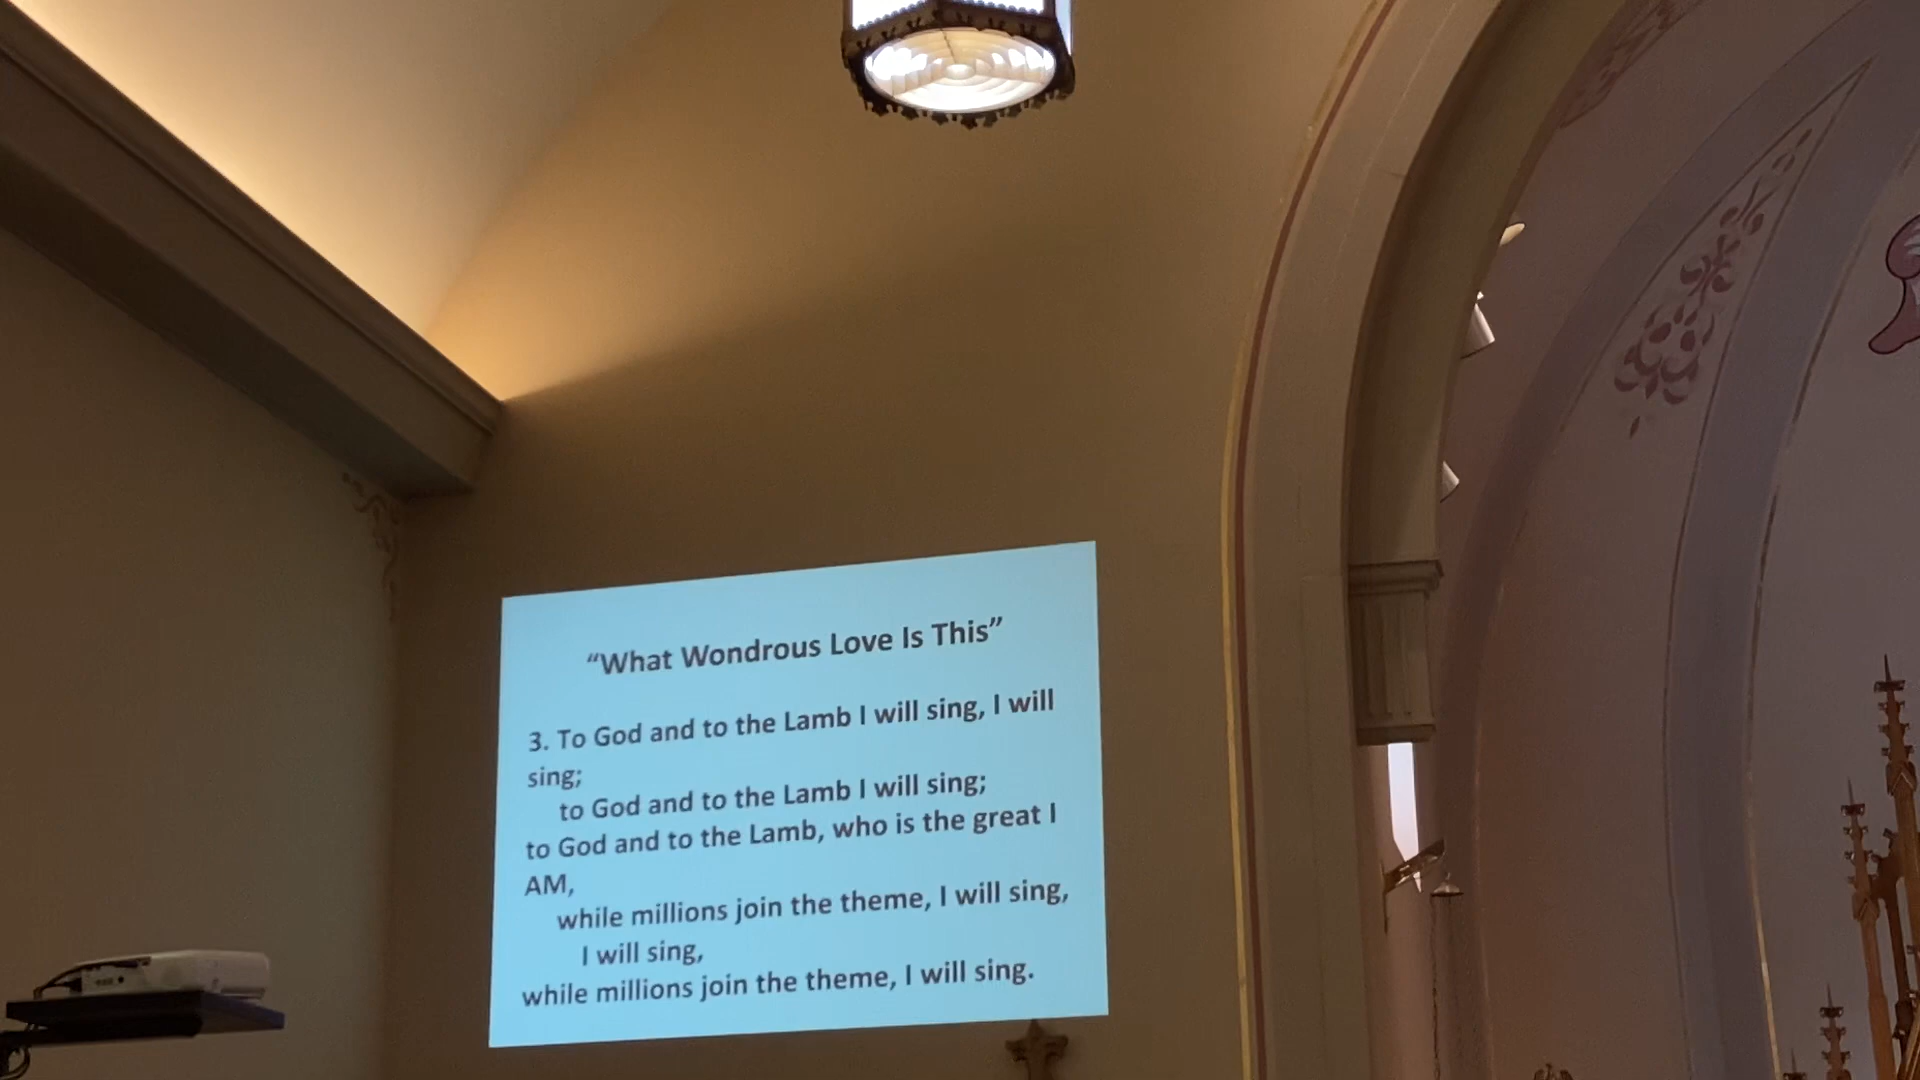 “What Wondrous Love Is This”
3. To God and to the Lamb I will sing, I will
sing;
to God and to the Lamb I will sing;
to God and to the Lamb, who is the great I
AM,
while millions join the theme, I will sing,
I will sing,
while millions join the theme, I will sing.